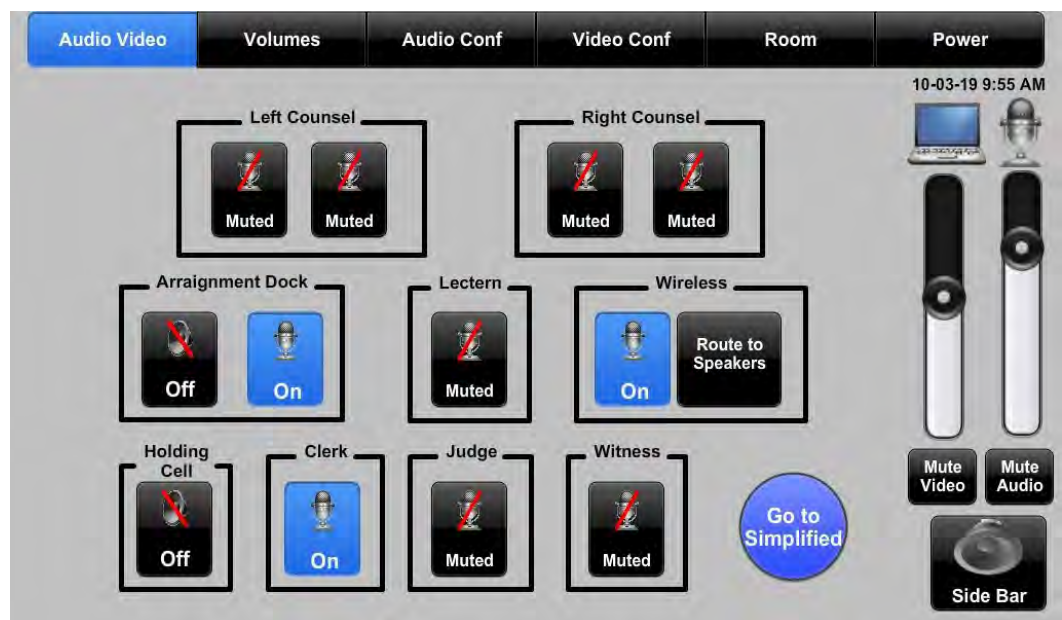 Audio Video
Volumes
Audio Conf
Video Conf
Room
Power
10-03-19 9:55 AM
Left Counsel
Muted
Muted
Right Counsel
Muted
Muted
Arraignment Dock
Off
On
Lectern
Muted
Wireless
On
Route to
Speakers
Holding
Cell
Off
Clerk
On
Judge
Muted
Witness
Muted
Go to
Simplified
Mute
Video
Mute
Audio
Side Bar